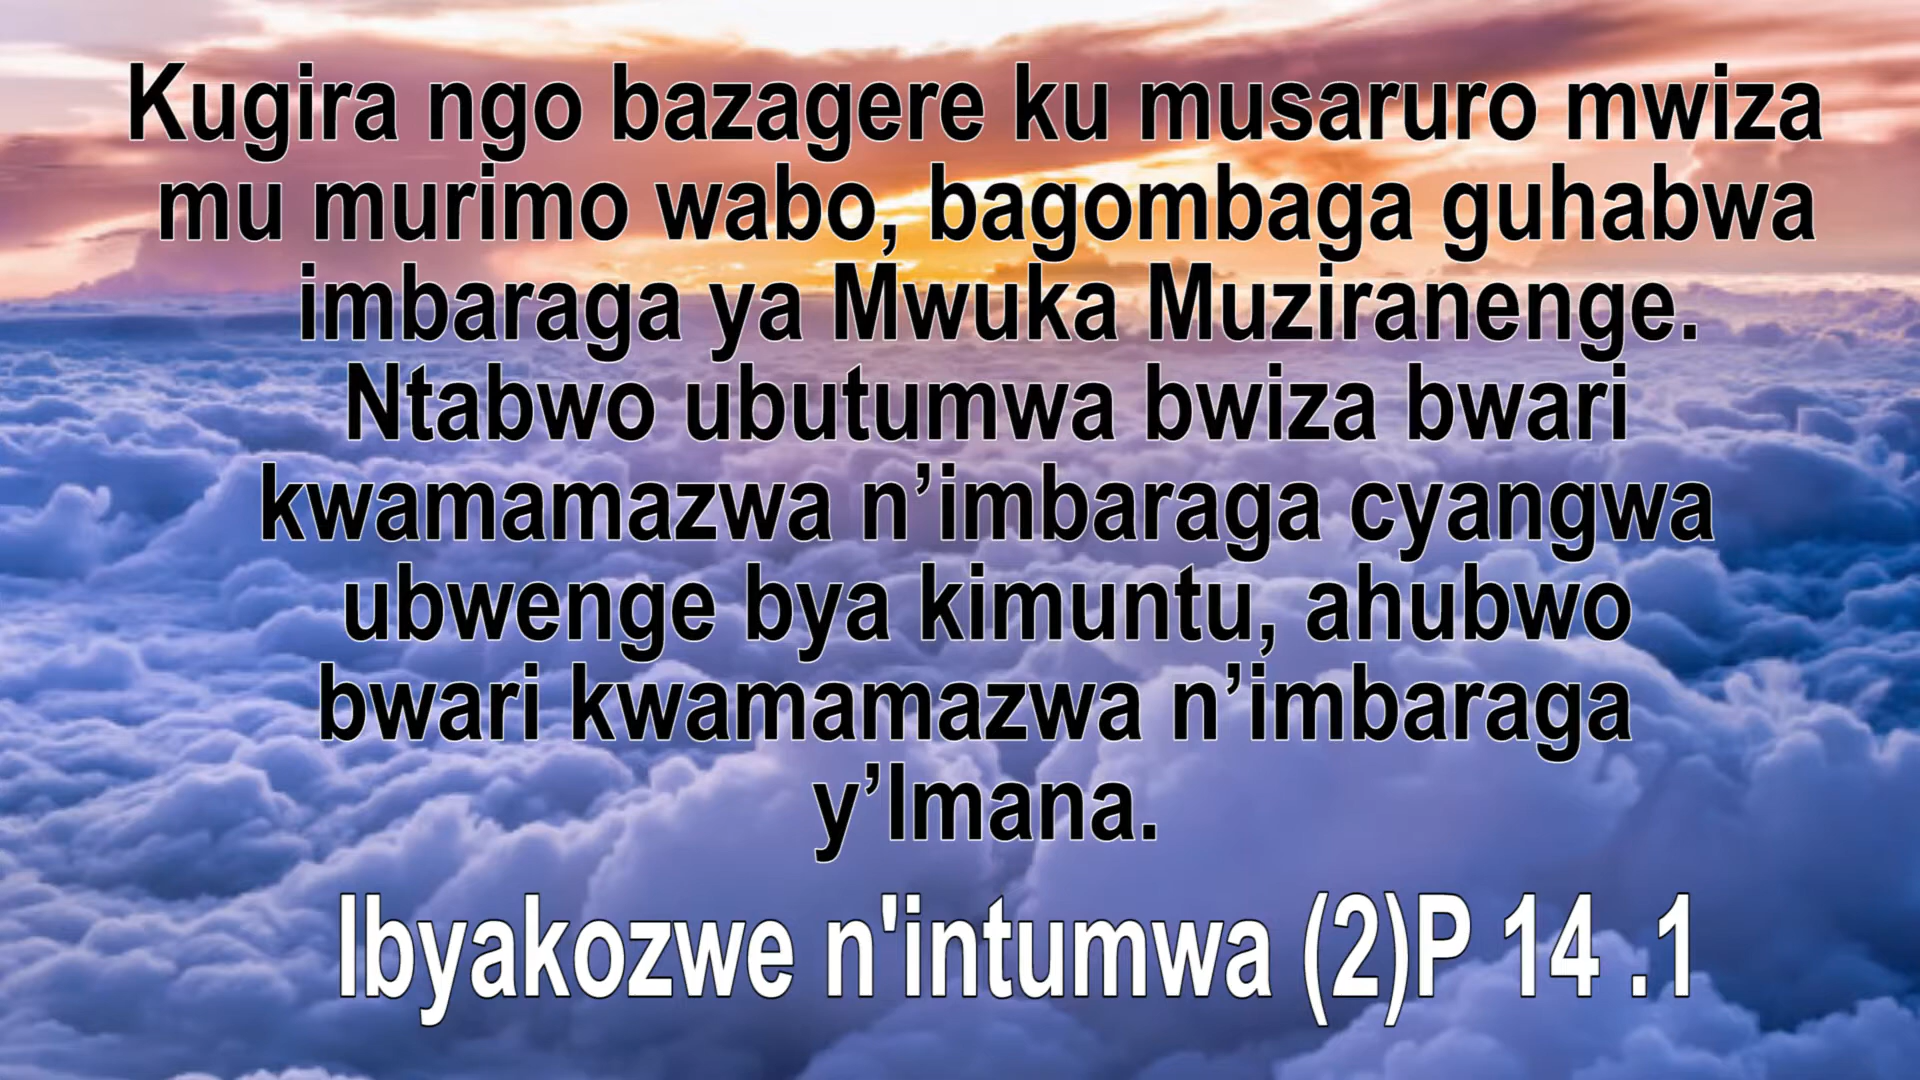 Kugira ngo bazagere ku musaruro mwiza
mu murimo wabo, bagombaga guhabwa
imbaraga ya Mwuka Muziranenge.
Ntabwo ubutumwa bwiza bwari
kwamamazwa n’imbaraga cyangwa
ubwenge bya kimuntu, ahubwo
bwari kwamamazwa n’imbaraga
y’Imana.
Ibyakozwe n'intumwa (2)P 14 .1